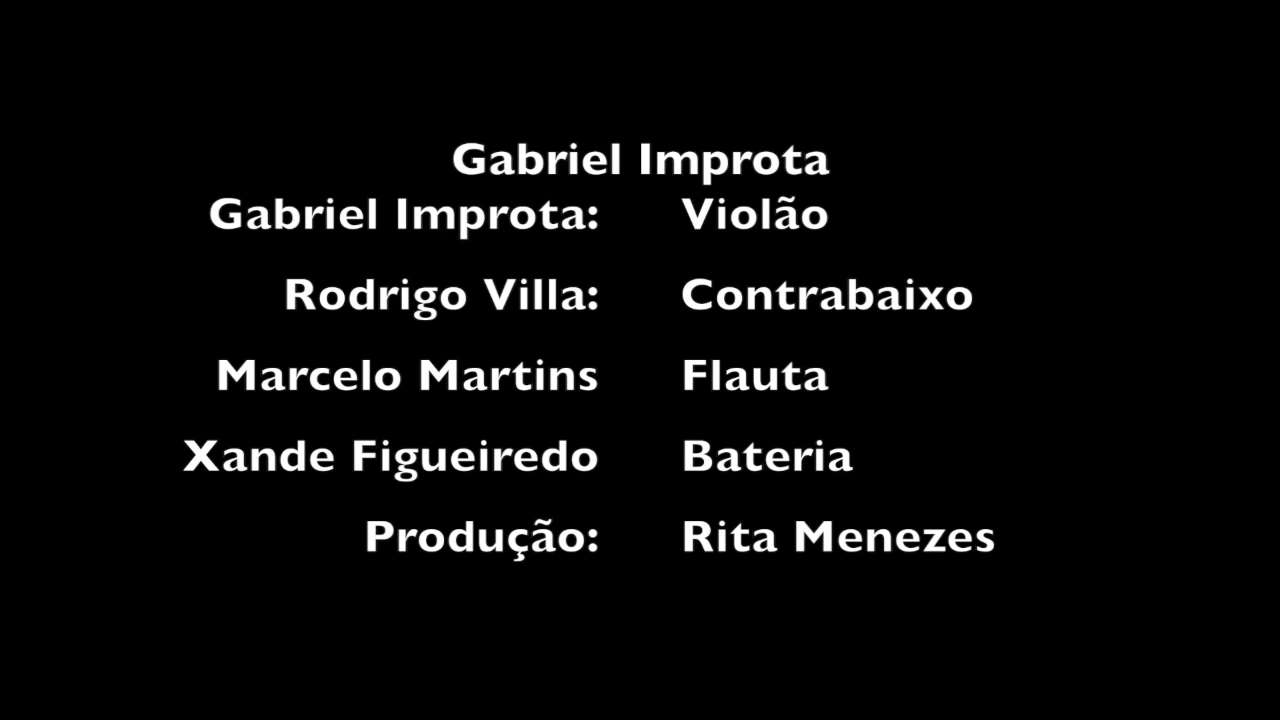 Gabriel Improta
Gabriel Improta: Violão
Rodrigo Villa: Contrabaixo
Marcelo Martins Flauta
Xande Figueiredo Bateria
Produção: Rita Menezes